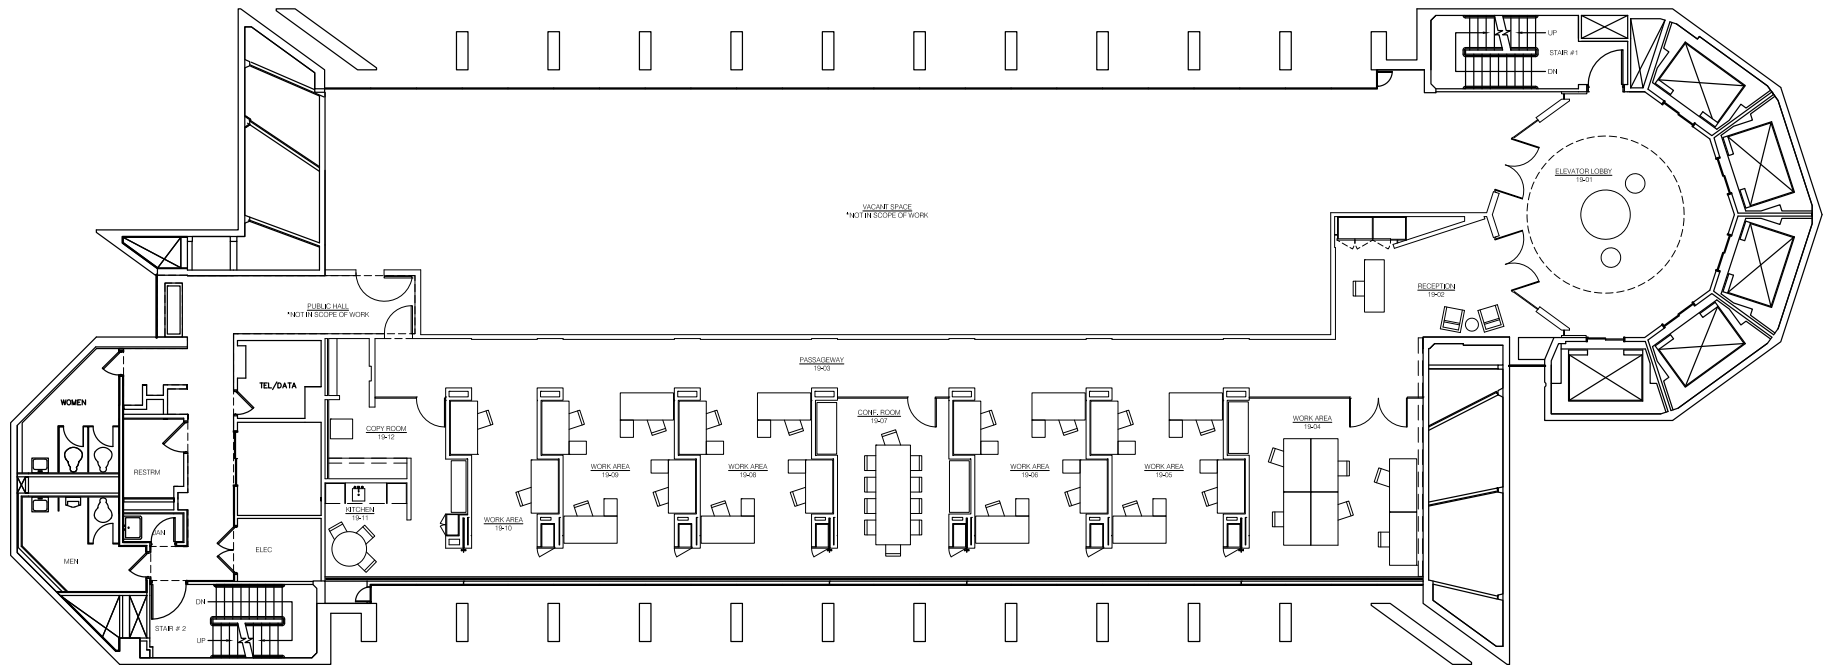 UP
STAIR #1
DN
ELEVATOR LOBBY
19-01
VACANT SPACE
*NOT IN SCOPE OF WORK
RECEPTION
19-02
PUBLIC HALL
*NOT IN SCOPE OF WORK
PASSAGEWAY
19-03
TEL/DATA
WOMEN
COPY ROOM
19-12
CONF. ROOM
19-07
WORK AREA
19-04
RESTRM
WORK AREA
19-09
WORK AREA
19-08
WORK AREA
19-06
WORK AREA
19-05
KITCHEN
19-11
WORK AREA
19-10
JAN
ELEC
MEN
DN
STAIR # 2
UP